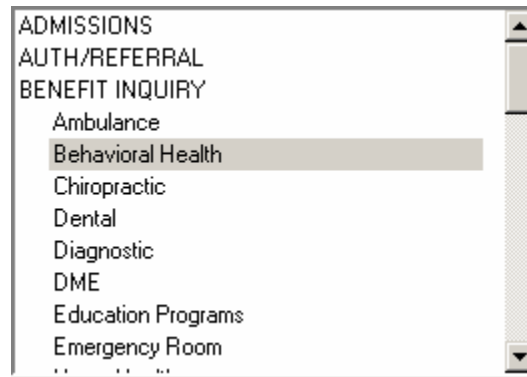 ADMISSIONS
AUTH/REFERRAL
BENEFIT INQUIRY
Ambulance
Behavioral Health
Chiropractic
Dental
Diagnostic
DME
Education Programs
Emergency Room